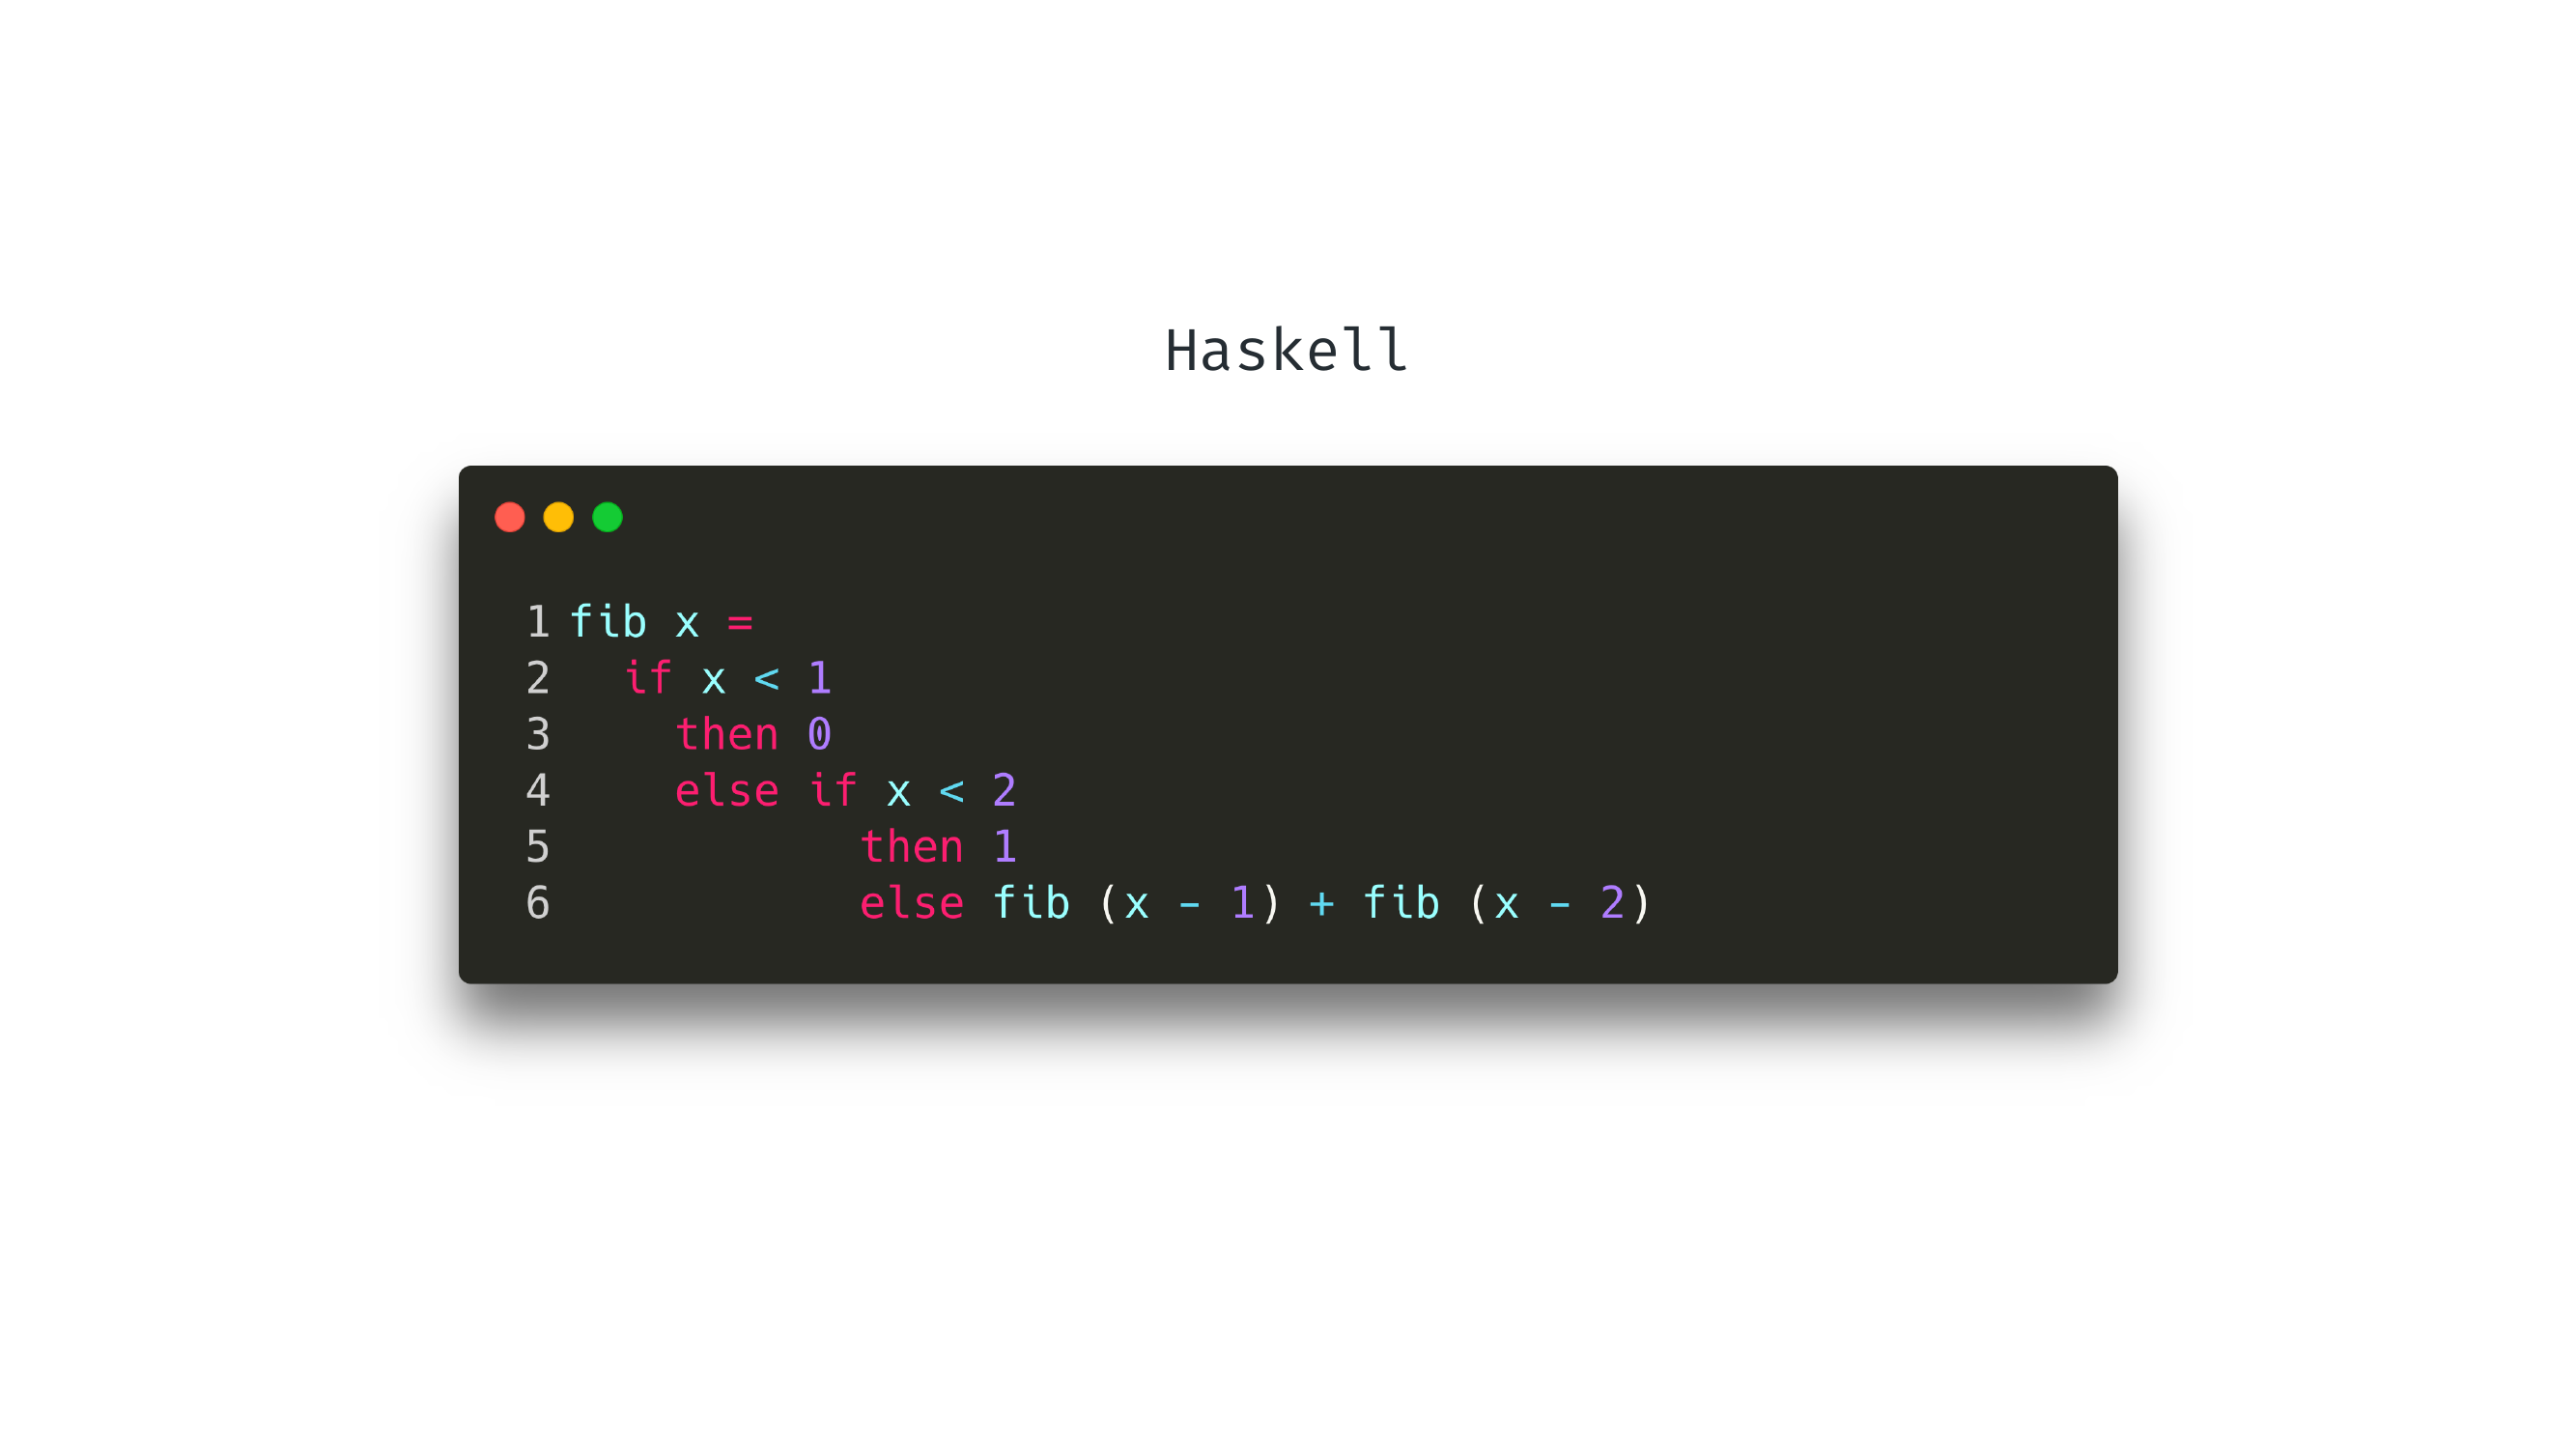 Haskell
1 fib x =
2   if x < 1
3     then 0
4     else if x < 2
5            then 1
6            else fib (x - 1) + fib (x - 2)